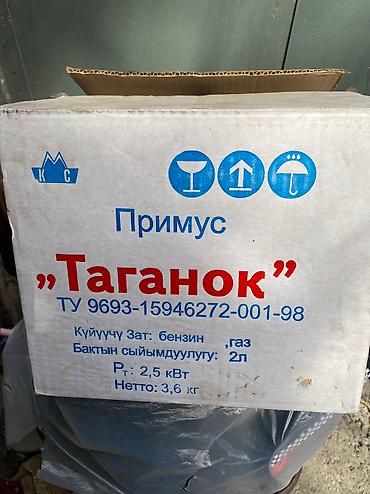 КМС
Примус
„Таганок”
ТУ 9693-15946272-001-98
Күйүүчү Зат: бензин ,газ
Бактын сыйымдуулугу: 2л
Рт: 2,5 кВт
Нетто: 3,6 кг